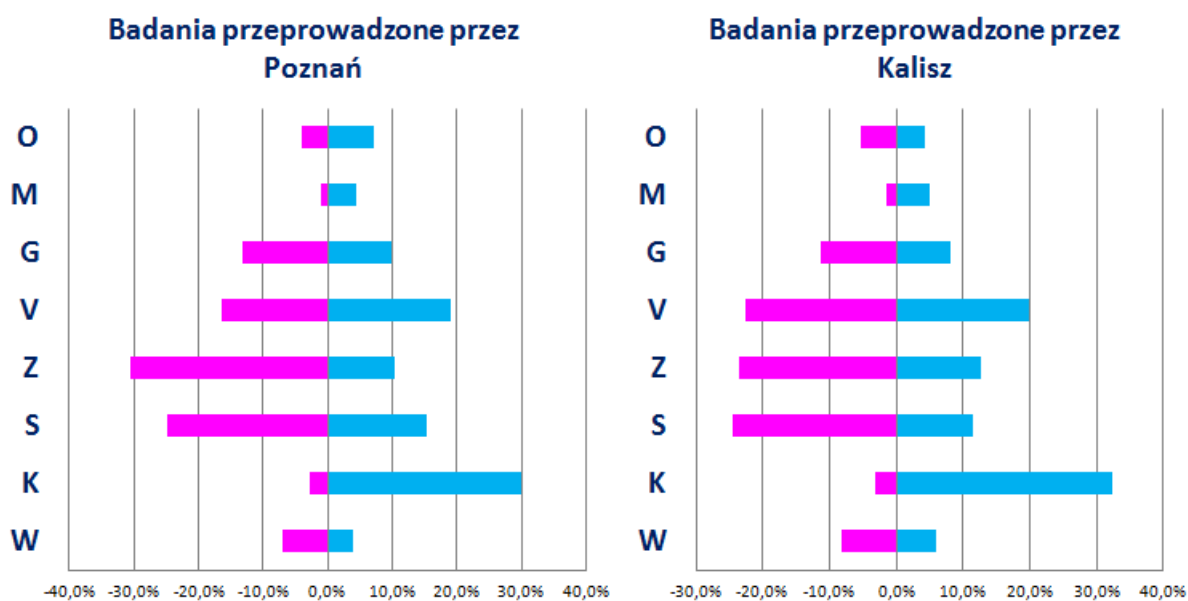 Badania przeprowadzone przez
Poznań
O
M
G
V
Z
S
K
W
-40,0% -30,0% -20,0% -10,0% 0,0% 10,0% 20,0% 30,0% 40,0%
Badania przeprowadzone przez
Kalisz
O
M
G
V
Z
S
K
W
-30,0% -20,0% -10,0% 0,0% 10,0% 20,0% 30,0% 40,0%